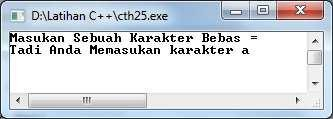 D:\Latihan C++\cth25.exe
Masukan Sebuah Karakter Bebas =
Tadi Anda Memasukan karakter a